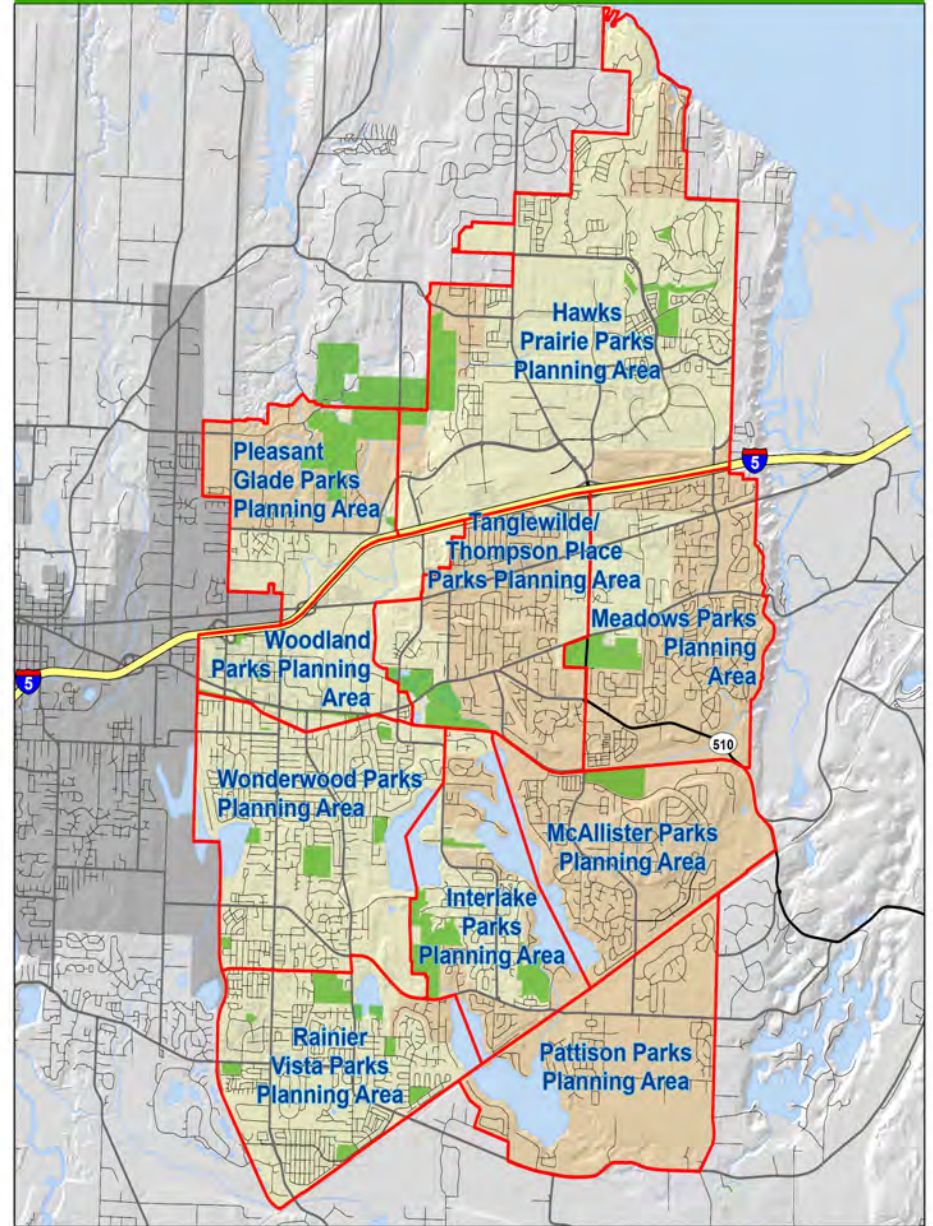 Hawks
Prairie Parks
Planning Area
Pleasant
Glade Parks
Planning Area
5
Tanglewilde/
Thompson Place
Parks Planning Area
Meadows Parks
Planning
Area
Woodland
Parks Planning
Area
5
510
Wonderwood Parks
Planning Area
McAllister Parks
Planning Area
Interlake
Parks
Planning Area
Rainier
Vista Parks
Planning Area
Pattison Parks
Planning Area